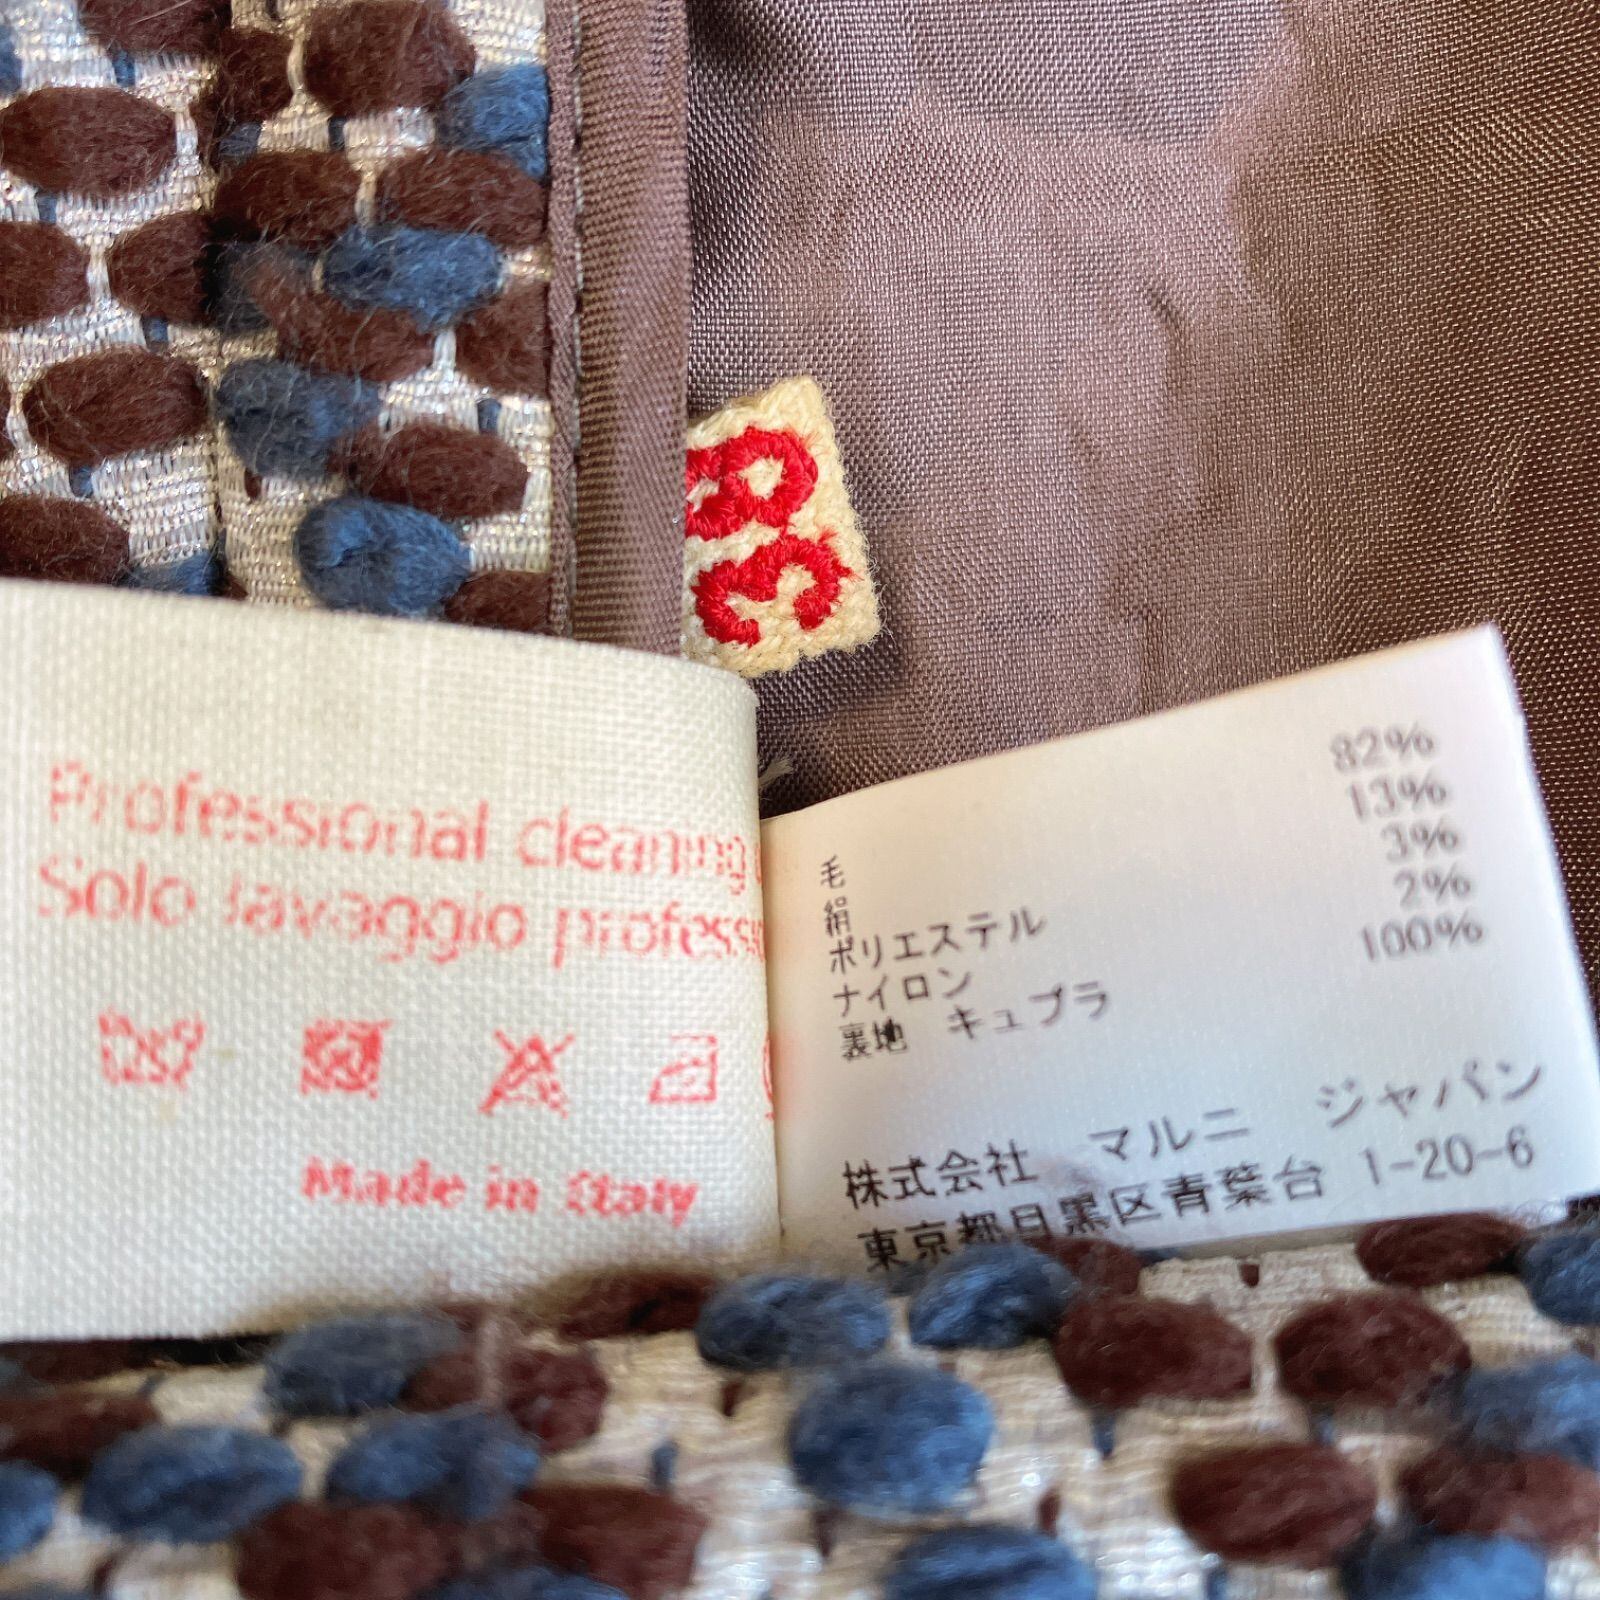 38
Professional cleaning
Solo lavaggio professi
Made in Italy
毛 82%
絹 13%
ポリエステル 3%
ナイロン 2%
裏地 キュプラ 100%
株式会社 マルニ ジャパン
東京都目黒区青葉台 1-20-6